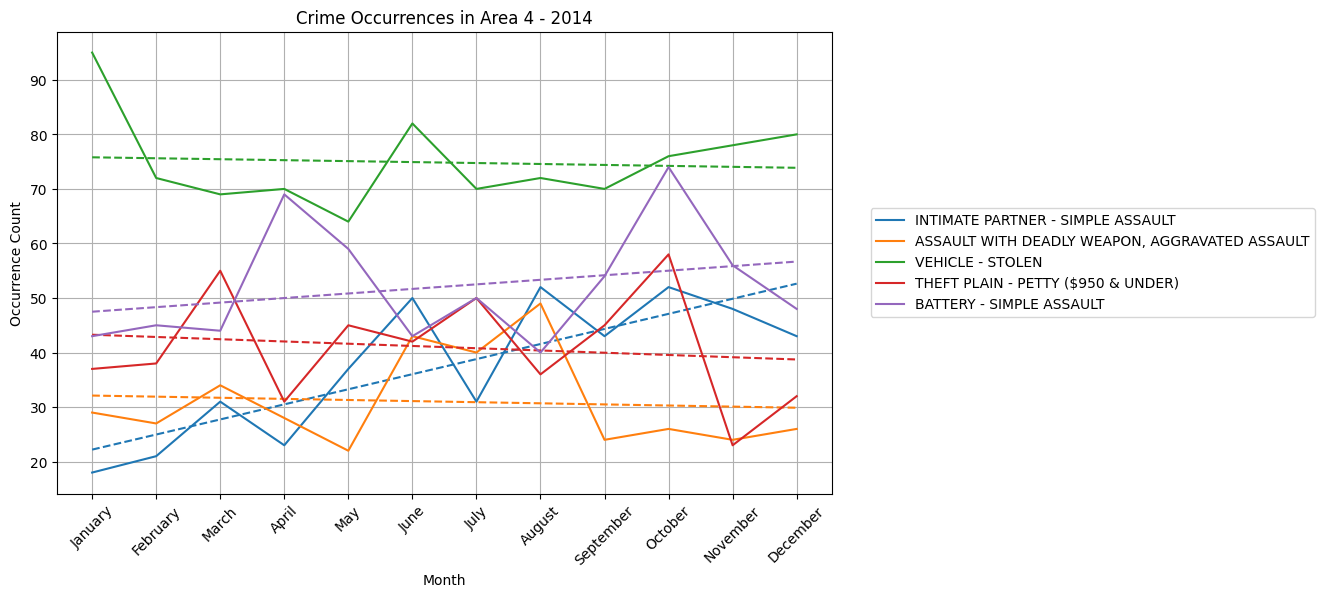 Crime Occurrences in Area 4 - 2014
Occurrence Count
90
80
70
60
50
40
30
20
January
February
March
April
May
June
July
August
September
October
November
December
Month
INTIMATE PARTNER - SIMPLE ASSAULT
ASSAULT WITH DEADLY WEAPON, AGGRAVATED ASSAULT
VEHICLE - STOLEN
THEFT PLAIN - PETTY ($950 & UNDER)
BATTERY - SIMPLE ASSAULT